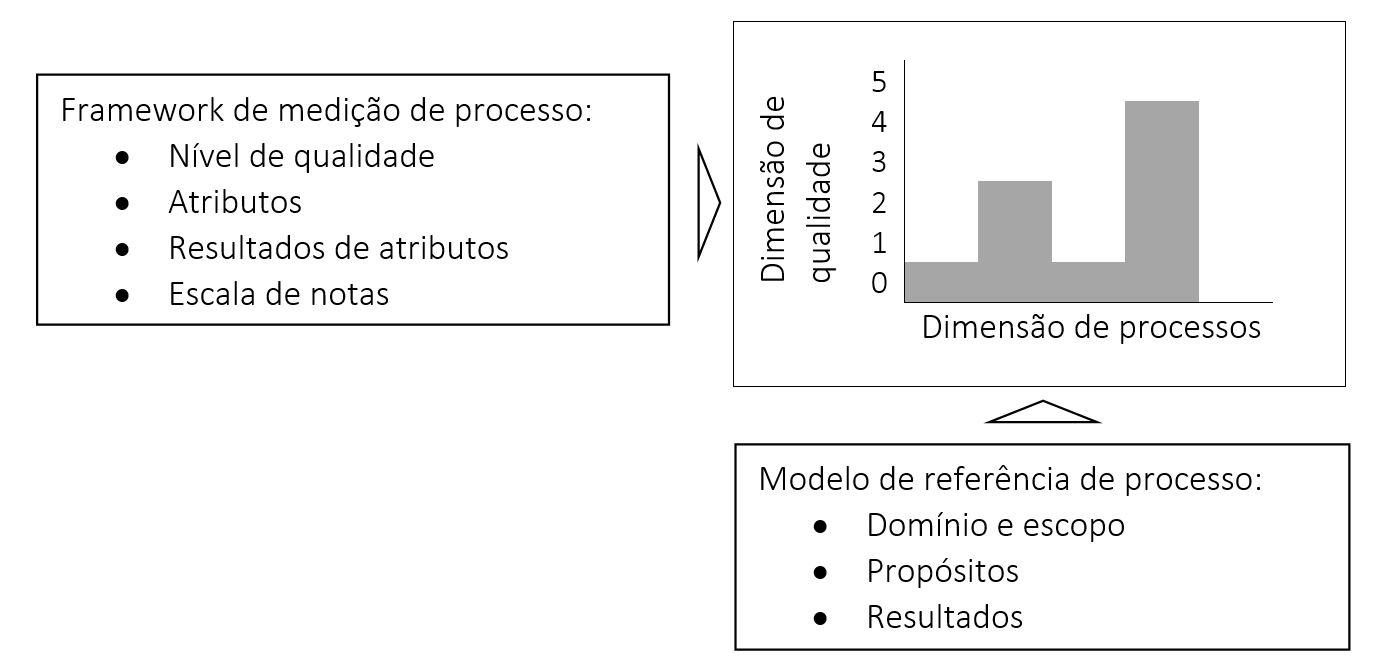 Framework de medição de processo:
● Nível de qualidade
● Atributos
● Resultados de atributos
● Escala de notas
Dimensão de
qualidade
5
4
3
2
1
0
Dimensão de processos
Modelo de referência de processo:
● Domínio e escopo
● Propósitos
● Resultados